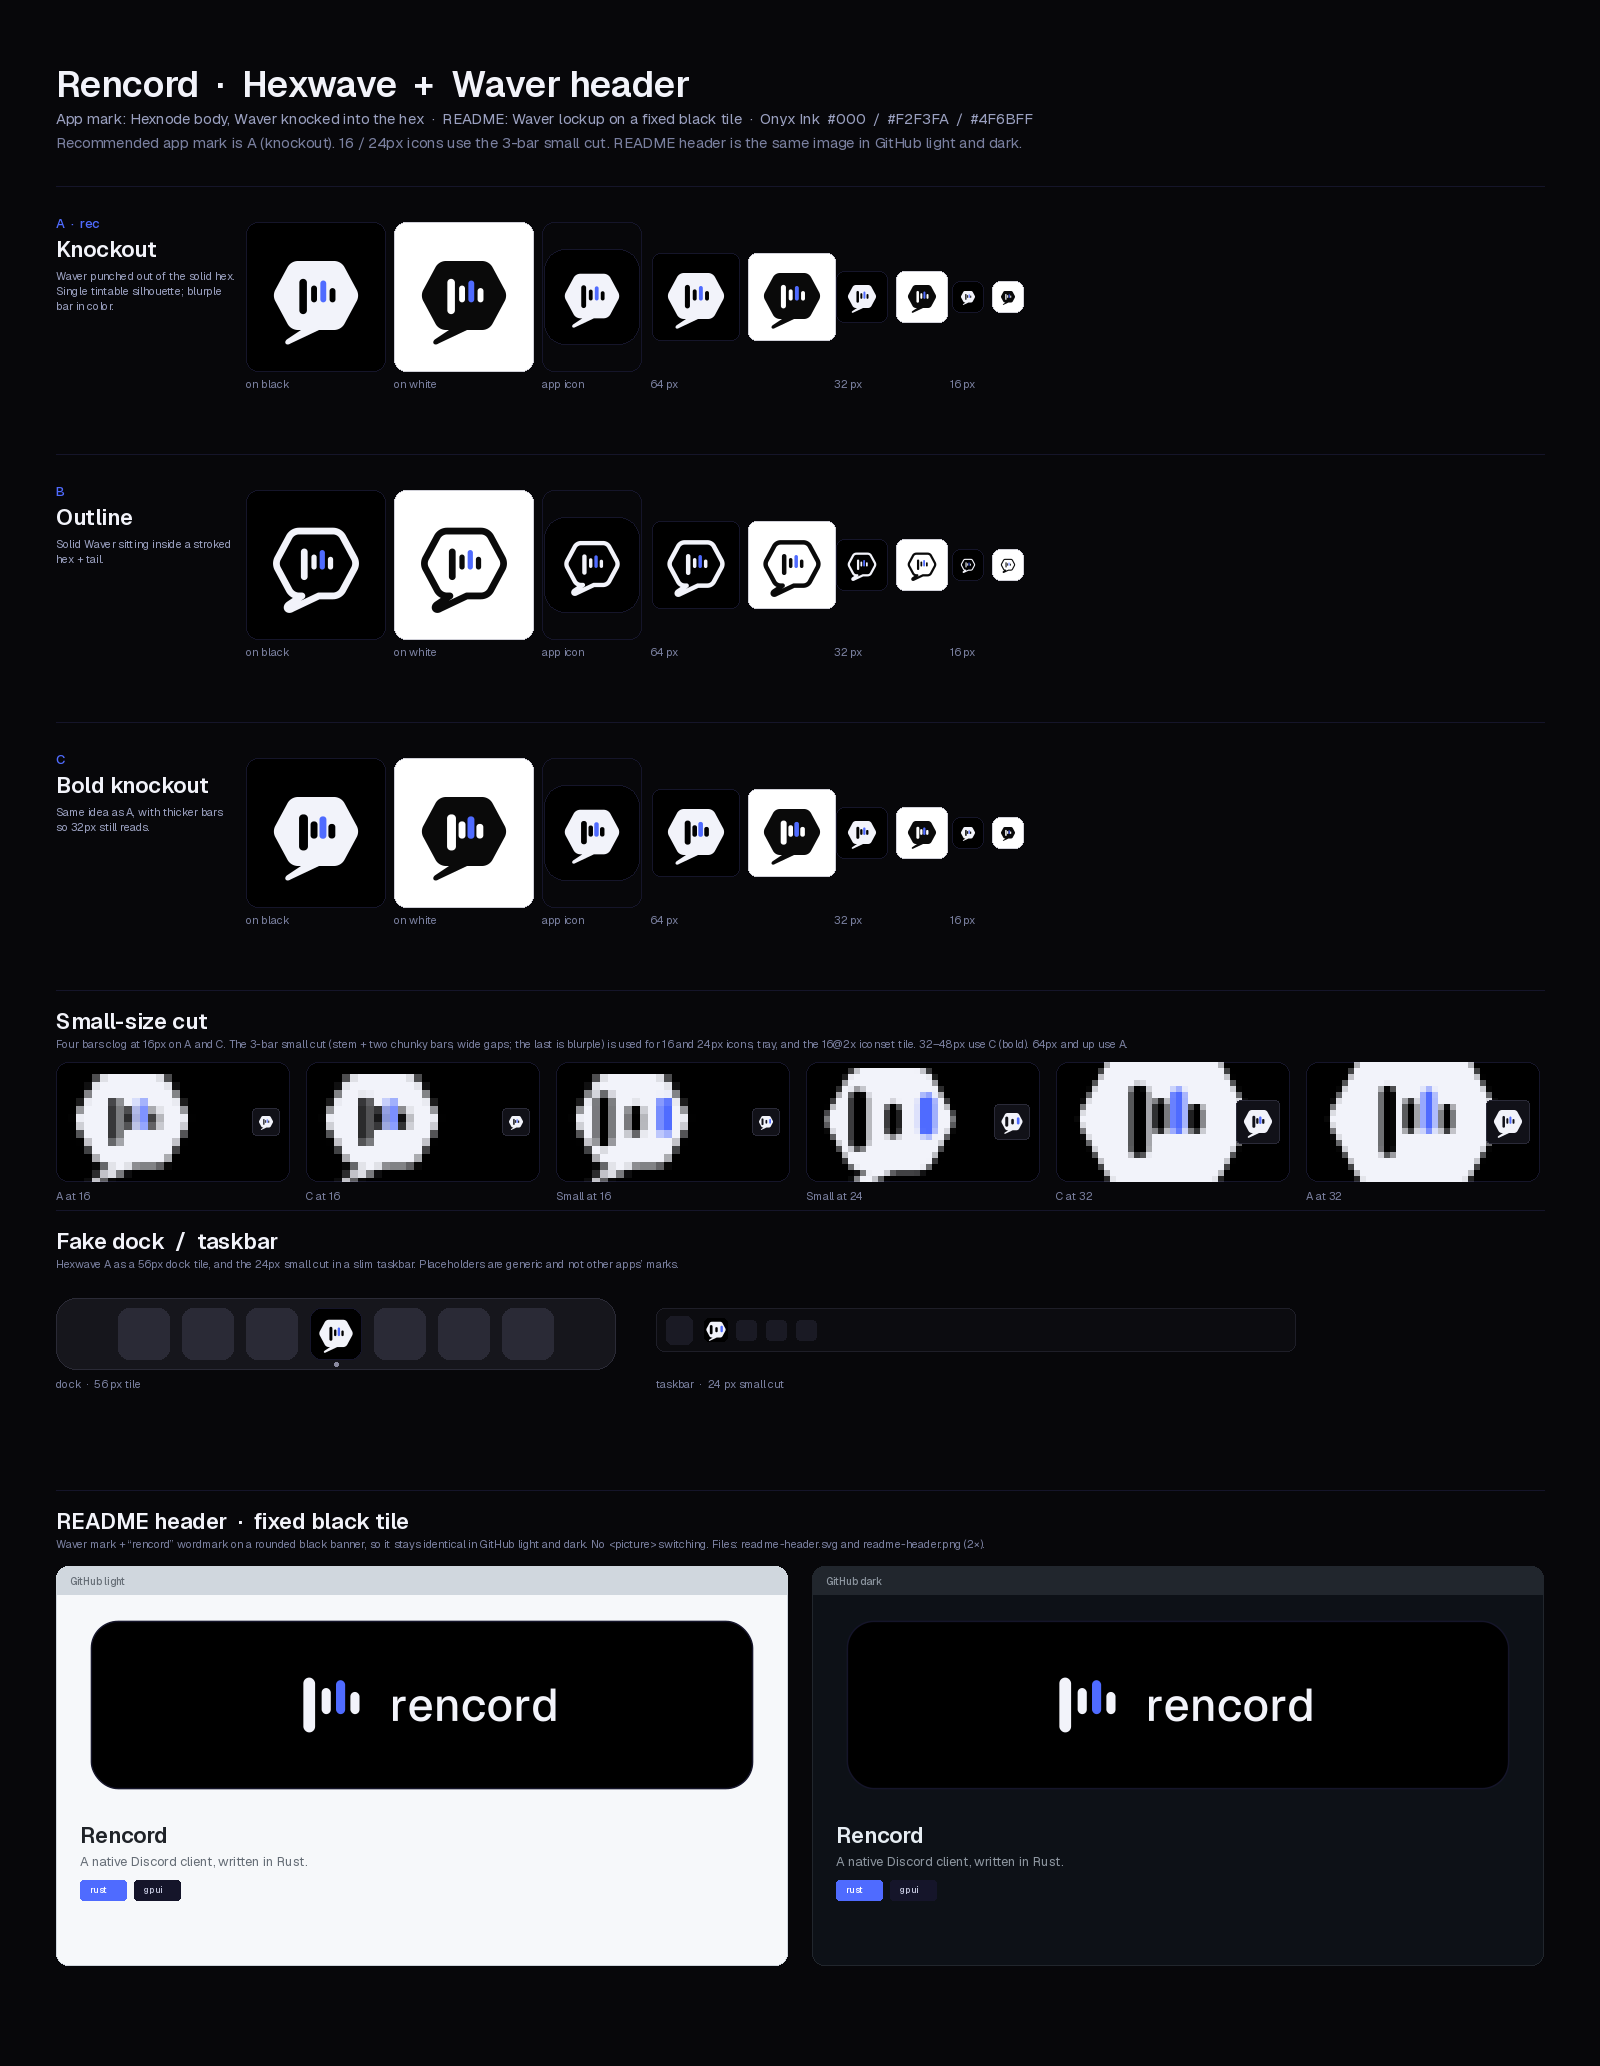 Rencord · Hexwave + Waver header
App mark: Hexnode body, Waver knocked into the hex · README: Waver lockup on a fixed black tile · Onyx Ink #000 / #F2F3FA / #4F6BFF
Recommended app mark is A (knockout). 16 / 24px icons use the 3-bar small cut. README header is the same image in GitHub light and dark.
A · rec
Knockout
Waver punched out of the solid hex.
Single tintable silhouette; blurple
bar in color.
on black
on white
app icon
64 px
32 px
16 px
B
Outline
Solid Waver sitting inside a stroked
hex + tail.
on black
on white
app icon
64 px
32 px
16 px
C
Bold knockout
Same idea as A, with thicker bars
so 32px still reads.
on black
on white
app icon
64 px
32 px
16 px
Small-size cut
Four bars clog at 16px on A and C. The 3-bar small cut (stem + two chunky bars, wide gaps; the last is blurple) is used for 16 and 24px icons, tray, and the 16@2x iconset tile. 32–48px use C (bold). 64px and up use A.
A at 16
C at 16
Small at 16
Small at 24
C at 32
A at 32
Fake dock / taskbar
Hexwave A as a 56px dock tile, and the 24px small cut in a slim taskbar. Placeholders are generic and not other apps’ marks.
dock · 56 px tile
taskbar · 24 px small cut
README header · fixed black tile
Waver mark + “rencord” wordmark on a rounded black banner, so it stays identical in GitHub light and dark. No <picture> switching. Files: readme-header.svg and readme-header.png (2×).
GitHub light
rencord
Rencord
A native Discord client, written in Rust.
rust
gpui
GitHub dark
rencord
Rencord
A native Discord client, written in Rust.
rust
gpui